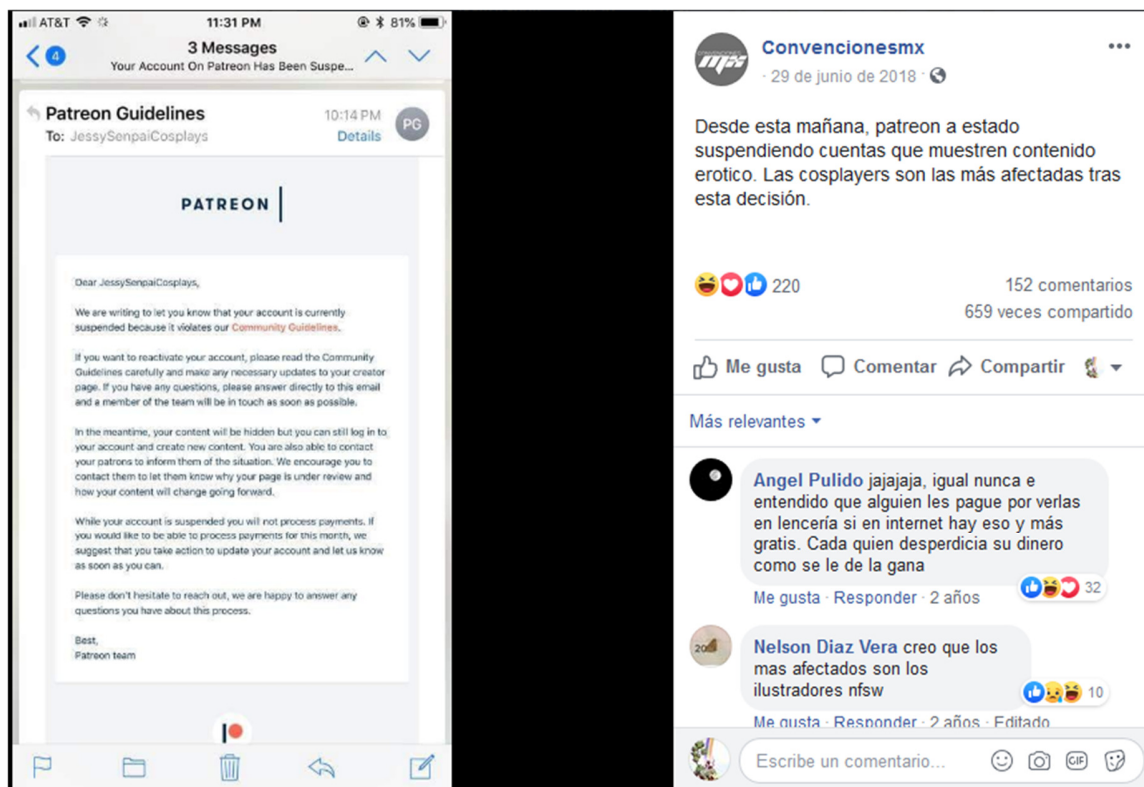 AT&T
11:31 PM
81%
4
3 Messages
Your Account On Patreon Has Been Suspe...
Patreon Guidelines
10:14 PM
PG
To: JessySenpaiCosplays
Details
PATREON
Dear JessySenpaiCosplays,
We are writing to let you know that your account is currently
suspended because it violates our Community Guidelines.
If you want to reactivate your account, please read the Community
Guidelines carefully and make any necessary updates to your creator
page. If you have any questions, please answer directly to this email
and a member of the team will be in touch as soon as possible.
In the meantime, your content will be hidden but you can still log in to
your account and create new content. You are also able to contact
your patrons to inform them of the situation. We encourage you to
contact them to let them know why your page is under review and
how your content will change going forward.
While your account is suspended you will not process payments. If
you would like to be able to process payments for this month, we
suggest that you take action to update your account and let us know
as soon as you can.
Please don't hesitate to reach out, we are happy to answer any
questions you have about this process.
Best,
Patreon team
Convencionesmx
· 29 de junio de 2018 ·
Desde esta mañana, patreon a estado
suspendiendo cuentas que muestren contenido
erotico. Las cosplayers son las más afectadas tras
esta decisión.
220
152 comentarios
659 veces compartido
Me gusta
Comentar
Compartir
Más relevantes
Angel Pulido jajajaja, igual nunca e
entendido que alguien les pague por verlas
en lencería si en internet hay eso y más
gratis. Cada quien desperdicia su dinero
como se le de la gana
32
Me gusta · Responder · 2 años
Nelson Diaz Vera creo que los
mas afectados son los
ilustradores nfsw
10
Me gusta · Responder · 2 años · Editado
Escribe un comentario...
GIF